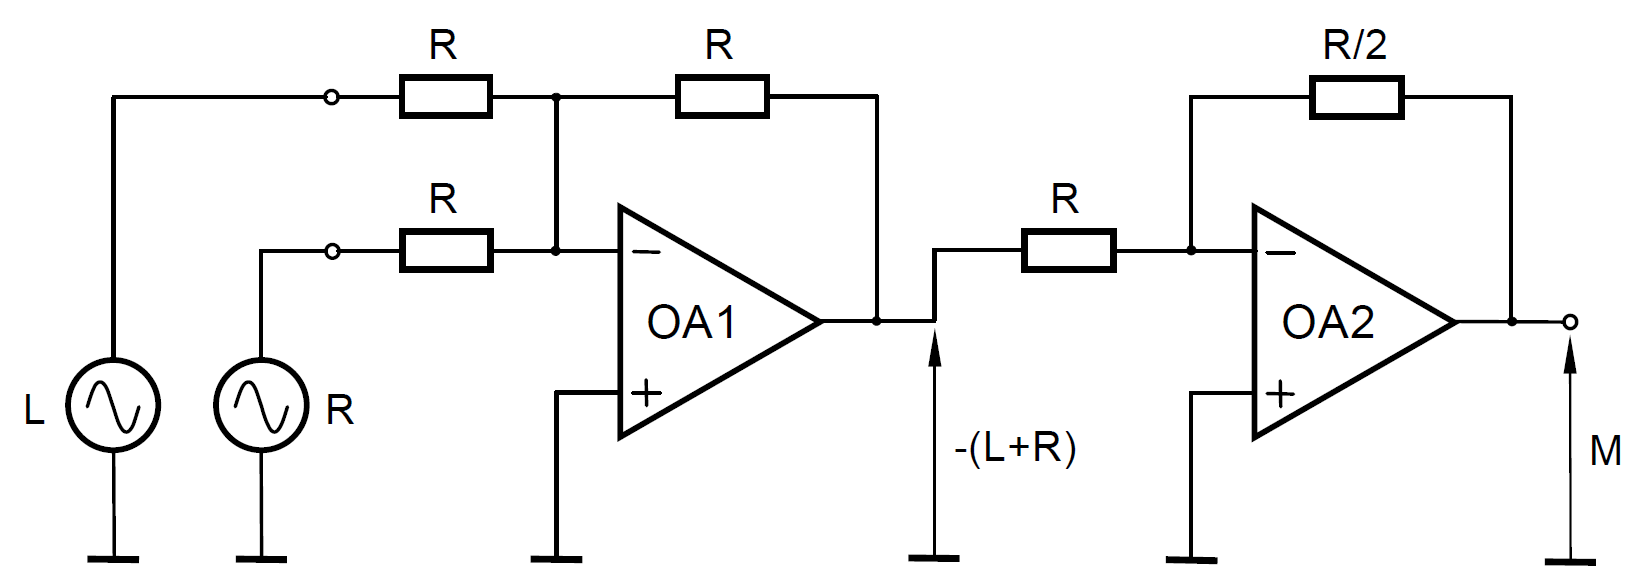 R
R
R/2
R
R
−
−
OA1
OA2
L
R
+
+
-(L+R)
M